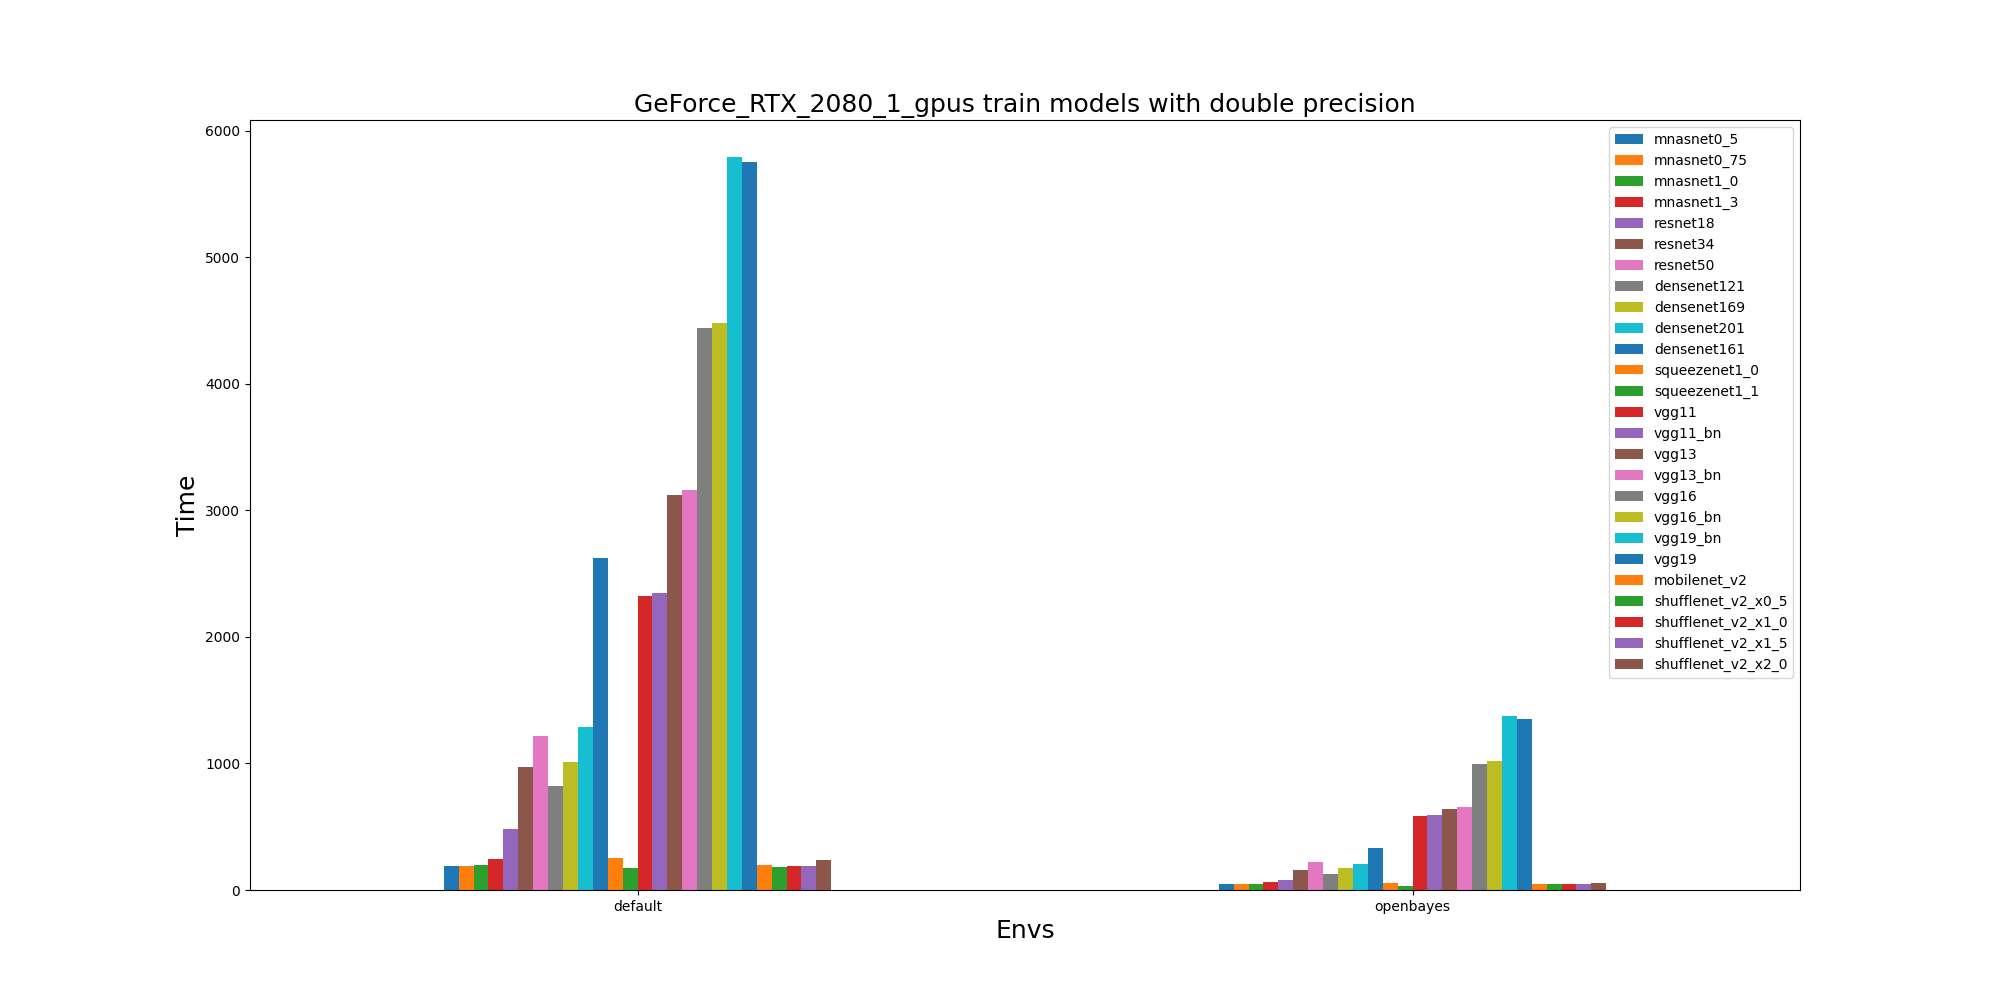 GeForce_RTX_2080_1_gpus train models with double precision
6000
5000
4000
3000
2000
1000
0
Time
default
openbayes
Envs
mnasnet0_5
mnasnet0_75
mnasnet1_0
mnasnet1_3
resnet18
resnet34
resnet50
densenet121
densenet169
densenet201
densenet161
squeezenet1_0
squeezenet1_1
vgg11
vgg11_bn
vgg13
vgg13_bn
vgg16
vgg16_bn
vgg19_bn
vgg19
mobilenet_v2
shufflenet_v2_x0_5
shufflenet_v2_x1_0
shufflenet_v2_x1_5
shufflenet_v2_x2_0